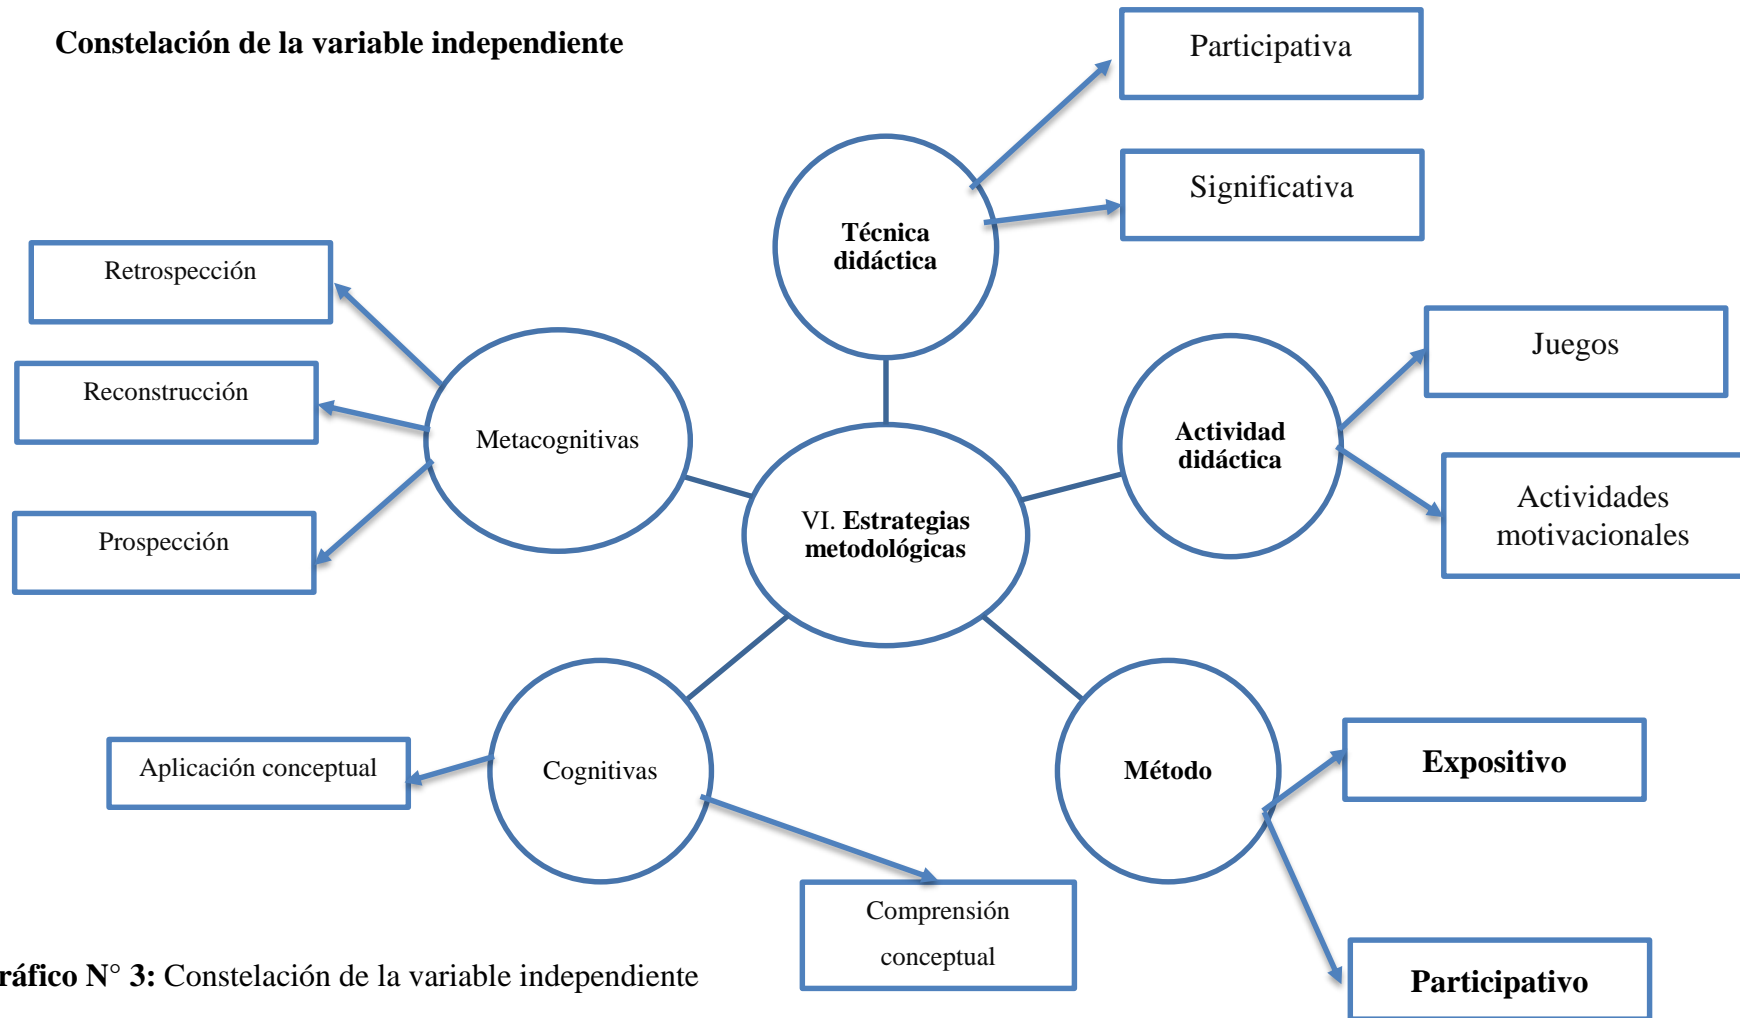 Constelación de la variable independiente
Participativa
Significativa
Técnica
didáctica
Retrospección
Reconstrucción
Prospección
Metacognitivas
Juegos
Actividad
didáctica
Actividades
motivacionales
VI. Estrategias
metodológicas
Aplicación conceptual
Cognitivas
Método
Expositivo
Comprensión
conceptual
Participativo
ráfico N° 3: Constelación de la variable independiente